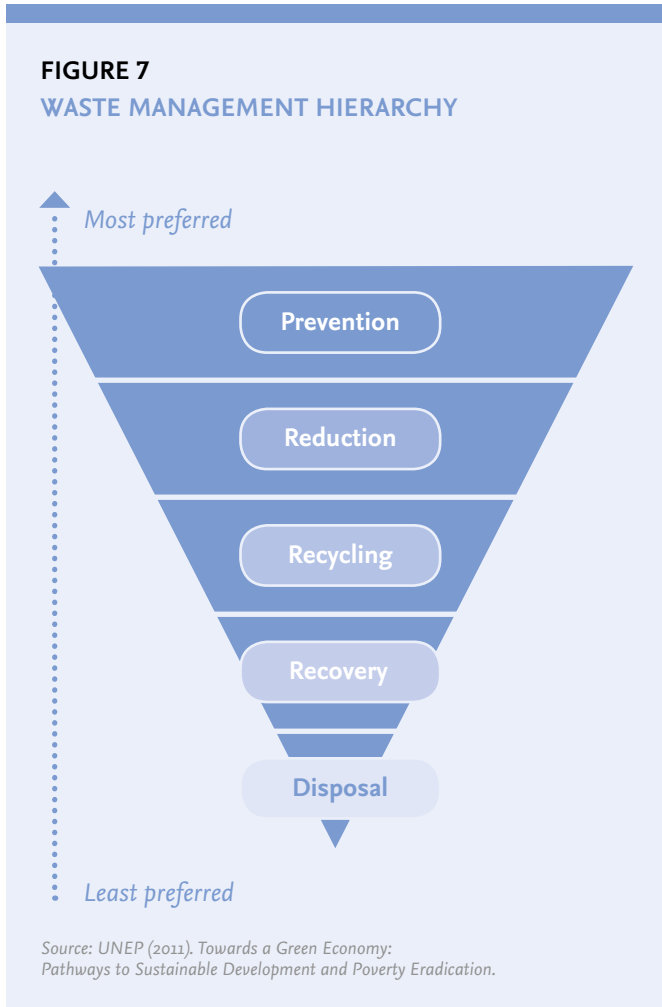 FIGURE 7
WASTE MANAGEMENT HIERARCHY
Most preferred
Prevention
Reduction
Recycling
Recovery
Disposal
Least preferred
Source: UNEP (2011). Towards a Green Economy:
Pathways to Sustainable Development and Poverty Eradication.